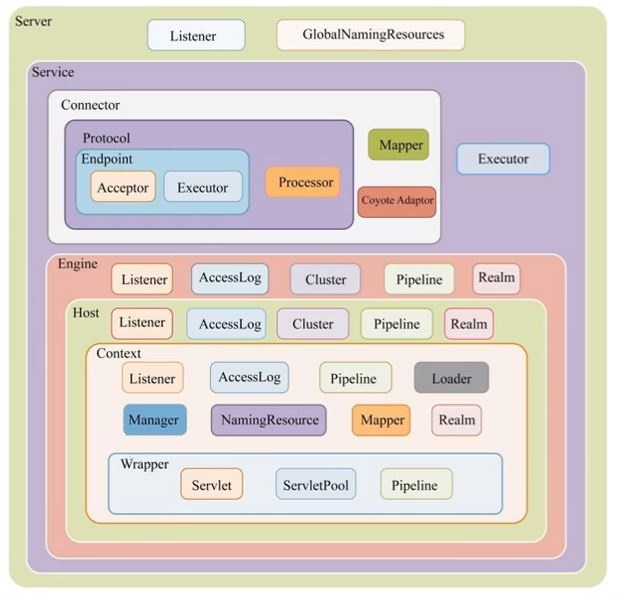 Server
Listener
GlobalNamingResources
Service
Connector
Protocol
Endpoint
Acceptor
Executor
Processor
Mapper
Coyote Adaptor
Executor
Engine
Listener
AccessLog
Cluster
Pipeline
Realm
Host
Listener
AccessLog
Cluster
Pipeline
Realm
Context
Listener
AccessLog
Pipeline
Loader
Manager
NamingResource
Mapper
Realm
Wrapper
Servlet
ServletPool
Pipeline